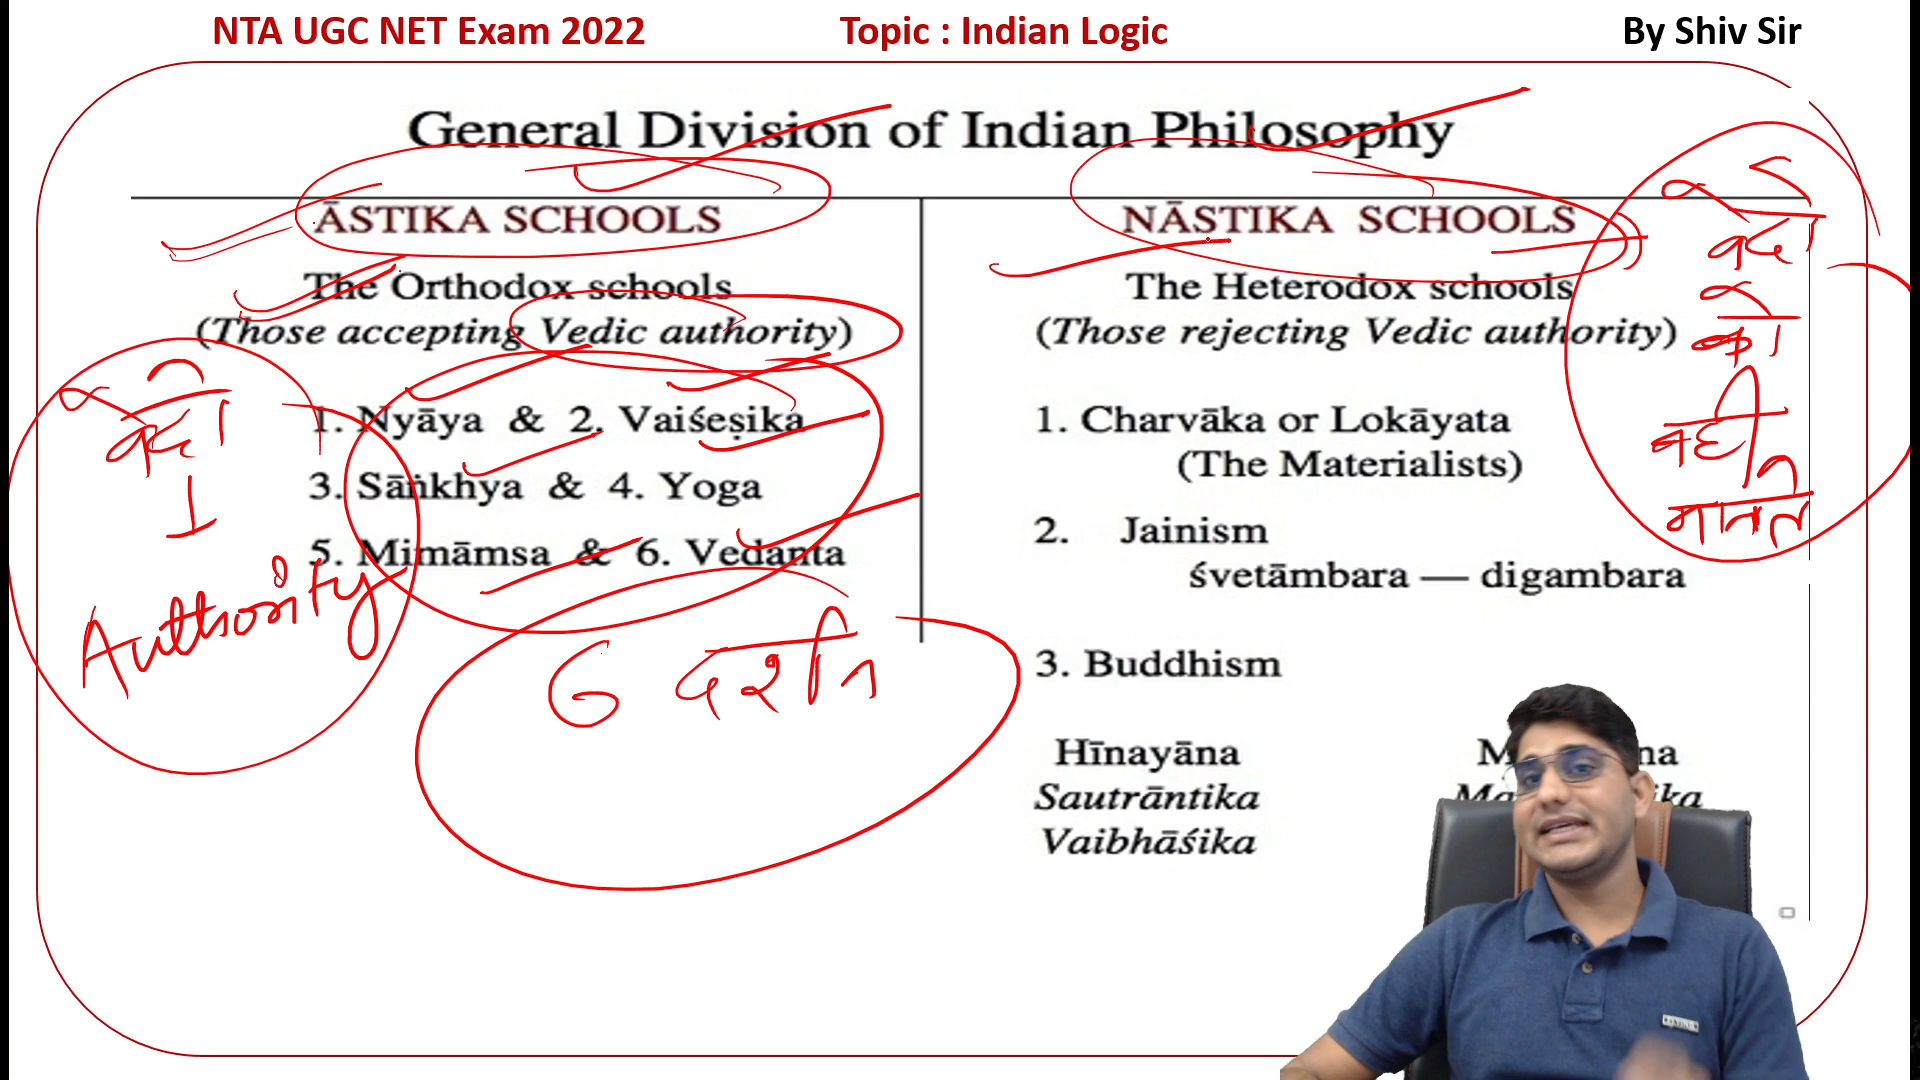 NTA UGC NET Exam 2022 Topic : Indian Logic By Shiv Sir
General Division of Indian Philosophy
ĀSTIKA SCHOOLS
The Orthodox schools
(Those accepting Vedic authority)
1. Nyāya & 2. Vaiśeṣika
3. Sāṅkhya & 4. Yoga
5. Mimāmsa & 6. Vedanta
Authority
6 दर्शन
NĀSTIKA SCHOOLS
The Heterodox schools
(Those rejecting Vedic authority)
1. Charvāka or Lokāyata
(The Materialists)
2. Jainism
śvetāmbara — digambara
3. Buddhism
Hīnayāna
Sautrāntika
Vaibhāśika